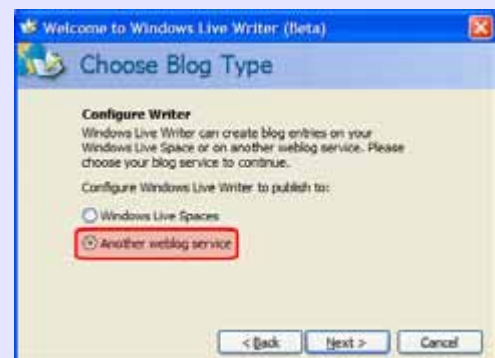 Welcome to Windows Live Writer (Beta)
Choose Blog Type
Configure Writer
Windows Live Writer can create blog entries on your
Windows Live Space or on another weblog service. Please
choose your blog service to continue.
Configure Windows Live Writer to publish to:
Windows Live Spaces
Another weblog service
< Back Next > Cancel